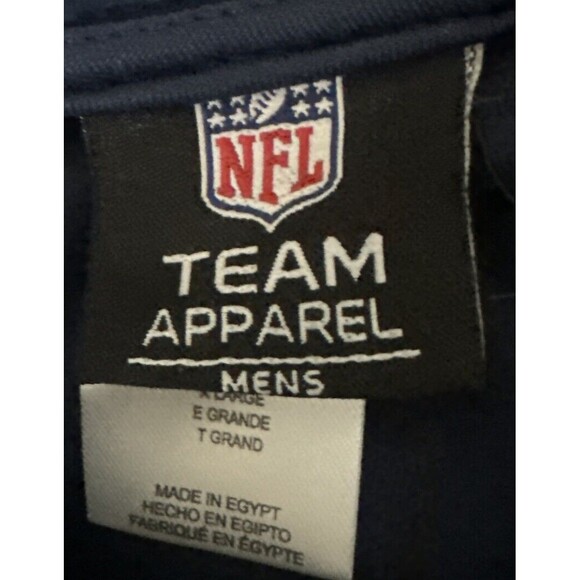 NFL
TEAM
APPAREL
MENS
X LARGE
E GRANDE
T GRAND
MADE IN EGYPT
HECHO EN EGIPTO
FABRIQUÉ EN ÉGYPTE